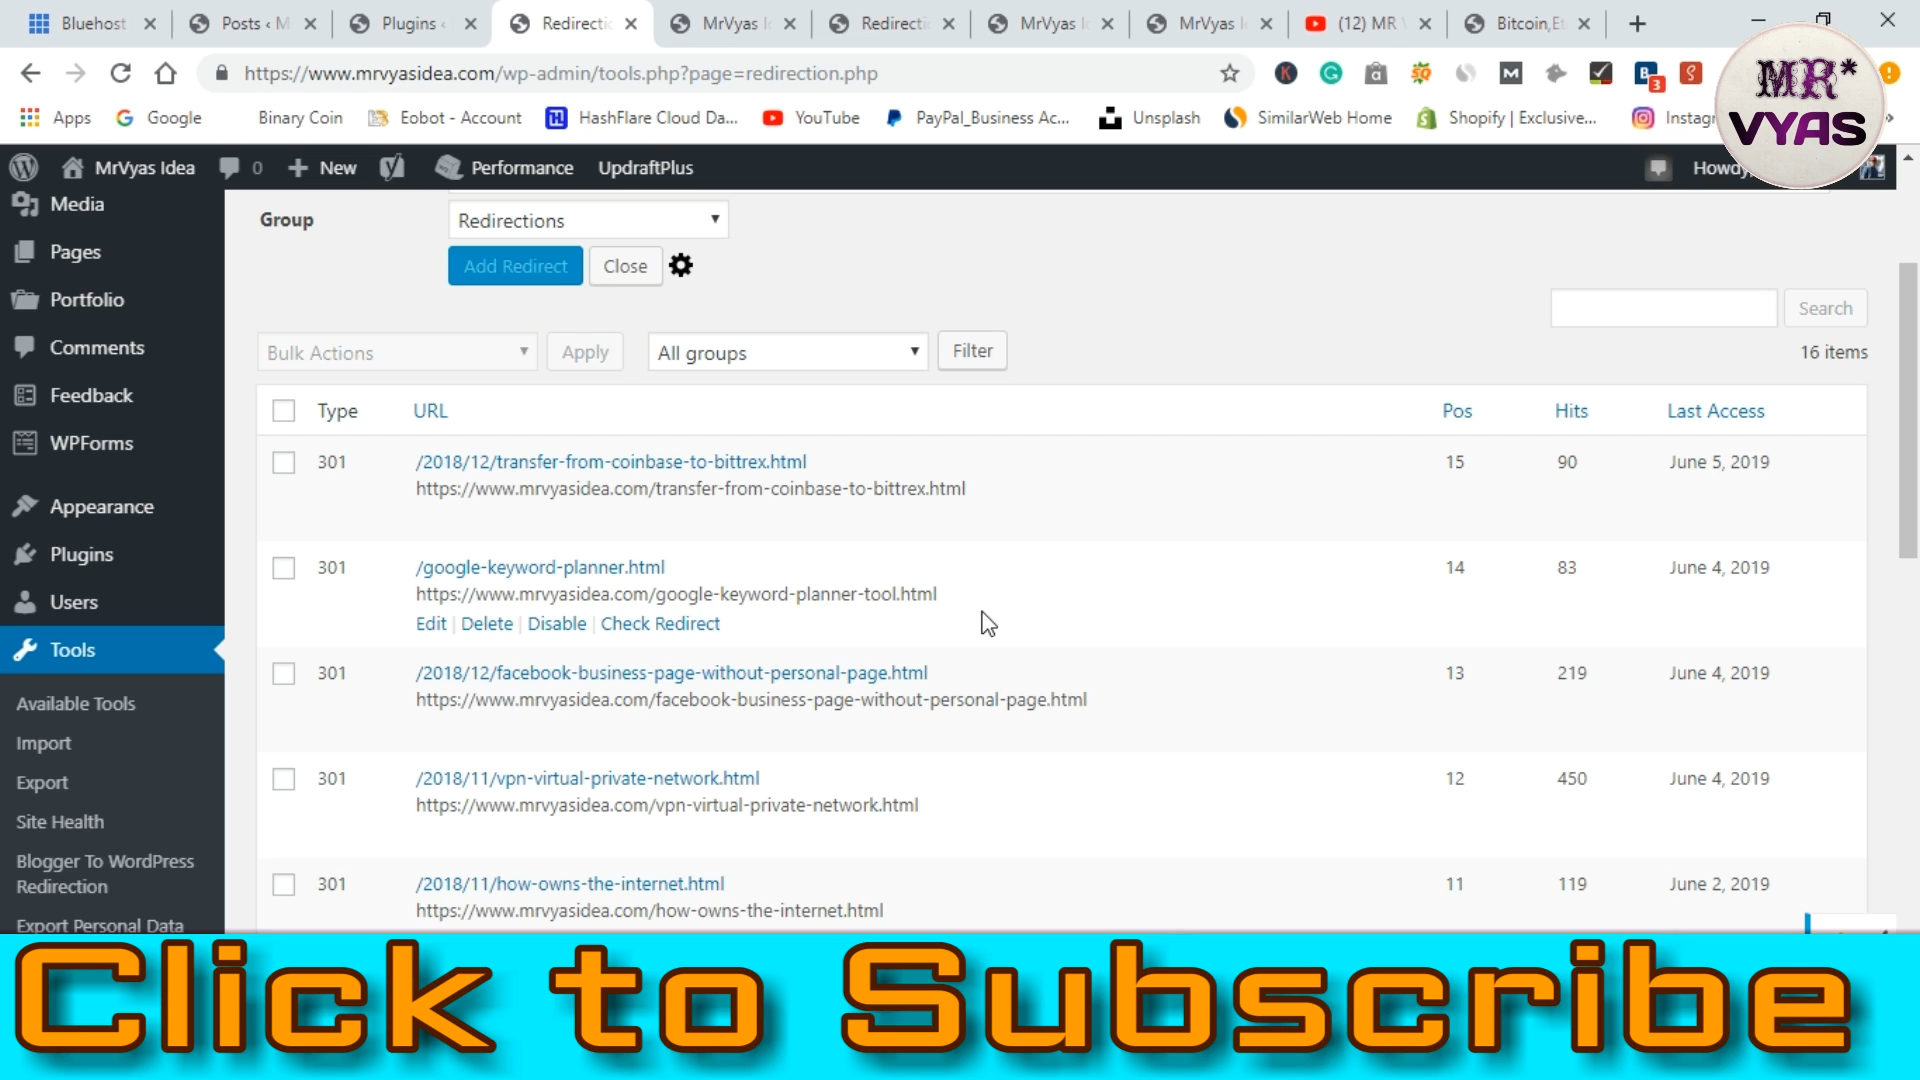 Bluehost
Posts ‹ M
Plugins ‹
Redirectic
MrVyas Ic
Redirectic
MrVyas Ic
MrVyas Ic
(12) MR
Bitcoin,Et
https://www.mrvyasidea.com/wp-admin/tools.php?page=redirection.php
Apps
Google
Binary Coin
Eobot - Account
HashFlare Cloud Da...
YouTube
PayPal_Business Ac...
Unsplash
SimilarWeb Home
Shopify | Exclusive...
Instagr
MR*
VYAS
MrVyas Idea
0
New
Performance
UpdraftPlus
Howdy,
Media
Pages
Portfolio
Comments
Feedback
WPForms
Appearance
Plugins
Users
Tools
Available Tools
Import
Export
Site Health
Blogger To WordPress
Redirection
Export Personal Data
Group
Redirections
Add Redirect
Close
Search
Bulk Actions
Apply
All groups
Filter
16 items
Type URL Pos Hits Last Access
301 /2018/12/transfer-from-coinbase-to-bittrex.html 15 90 June 5, 2019
https://www.mrvyasidea.com/transfer-from-coinbase-to-bittrex.html
301 /google-keyword-planner.html 14 83 June 4, 2019
https://www.mrvyasidea.com/google-keyword-planner-tool.html
Edit | Delete | Disable | Check Redirect
301 /2018/12/facebook-business-page-without-personal-page.html 13 219 June 4, 2019
https://www.mrvyasidea.com/facebook-business-page-without-personal-page.html
301 /2018/11/vpn-virtual-private-network.html 12 450 June 4, 2019
https://www.mrvyasidea.com/vpn-virtual-private-network.html
301 /2018/11/how-owns-the-internet.html 11 119 June 2, 2019
https://www.mrvyasidea.com/how-owns-the-internet.html
Click to Subscribe